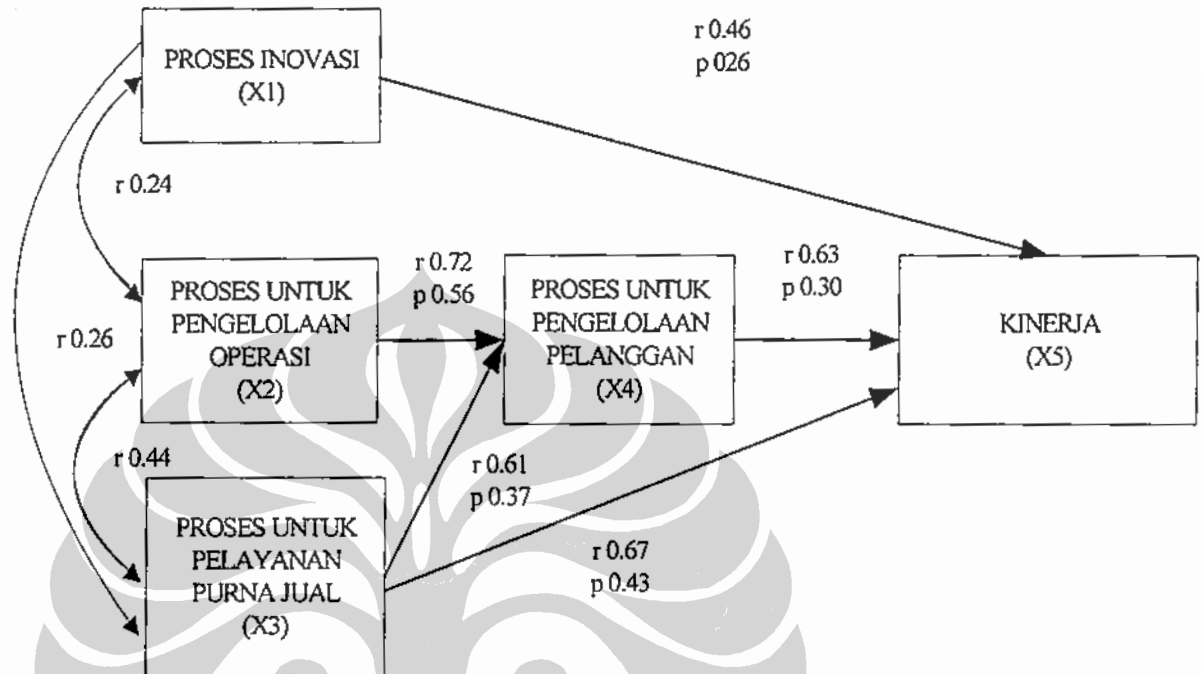 PROSES INOVASI
(X1)
r 0.46
p 026
r 0.24
PROSES UNTUK
PENGELOLAAN
OPERASI
(X2)
r 0.72
p 0.56
PROSES UNTUK
PENGELOLAAN
PELANGGAN
(X4)
r 0.63
p 0.30
KINERJA
(X5)
r 0.26
r 0.44
r 0.61
p 0.37
PROSES UNTUK
PELAYANAN
PURNA JUAL
(X3)
r 0.67
p 0.43